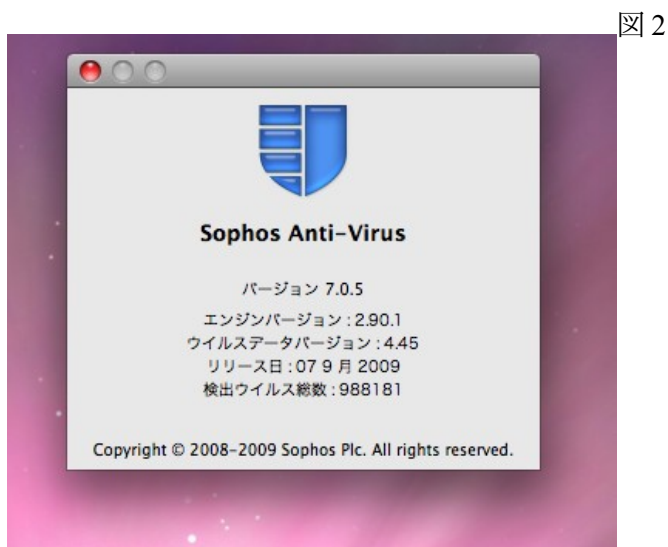 図 2
Sophos Anti-Virus
バージョン 7.0.5
エンジンバージョン : 2.90.1
ウイルスデータバージョン : 4.45
リリース日 : 07 9 月 2009
検出ウイルス総数 : 988181
Copyright © 2008-2009 Sophos Plc. All rights reserved.